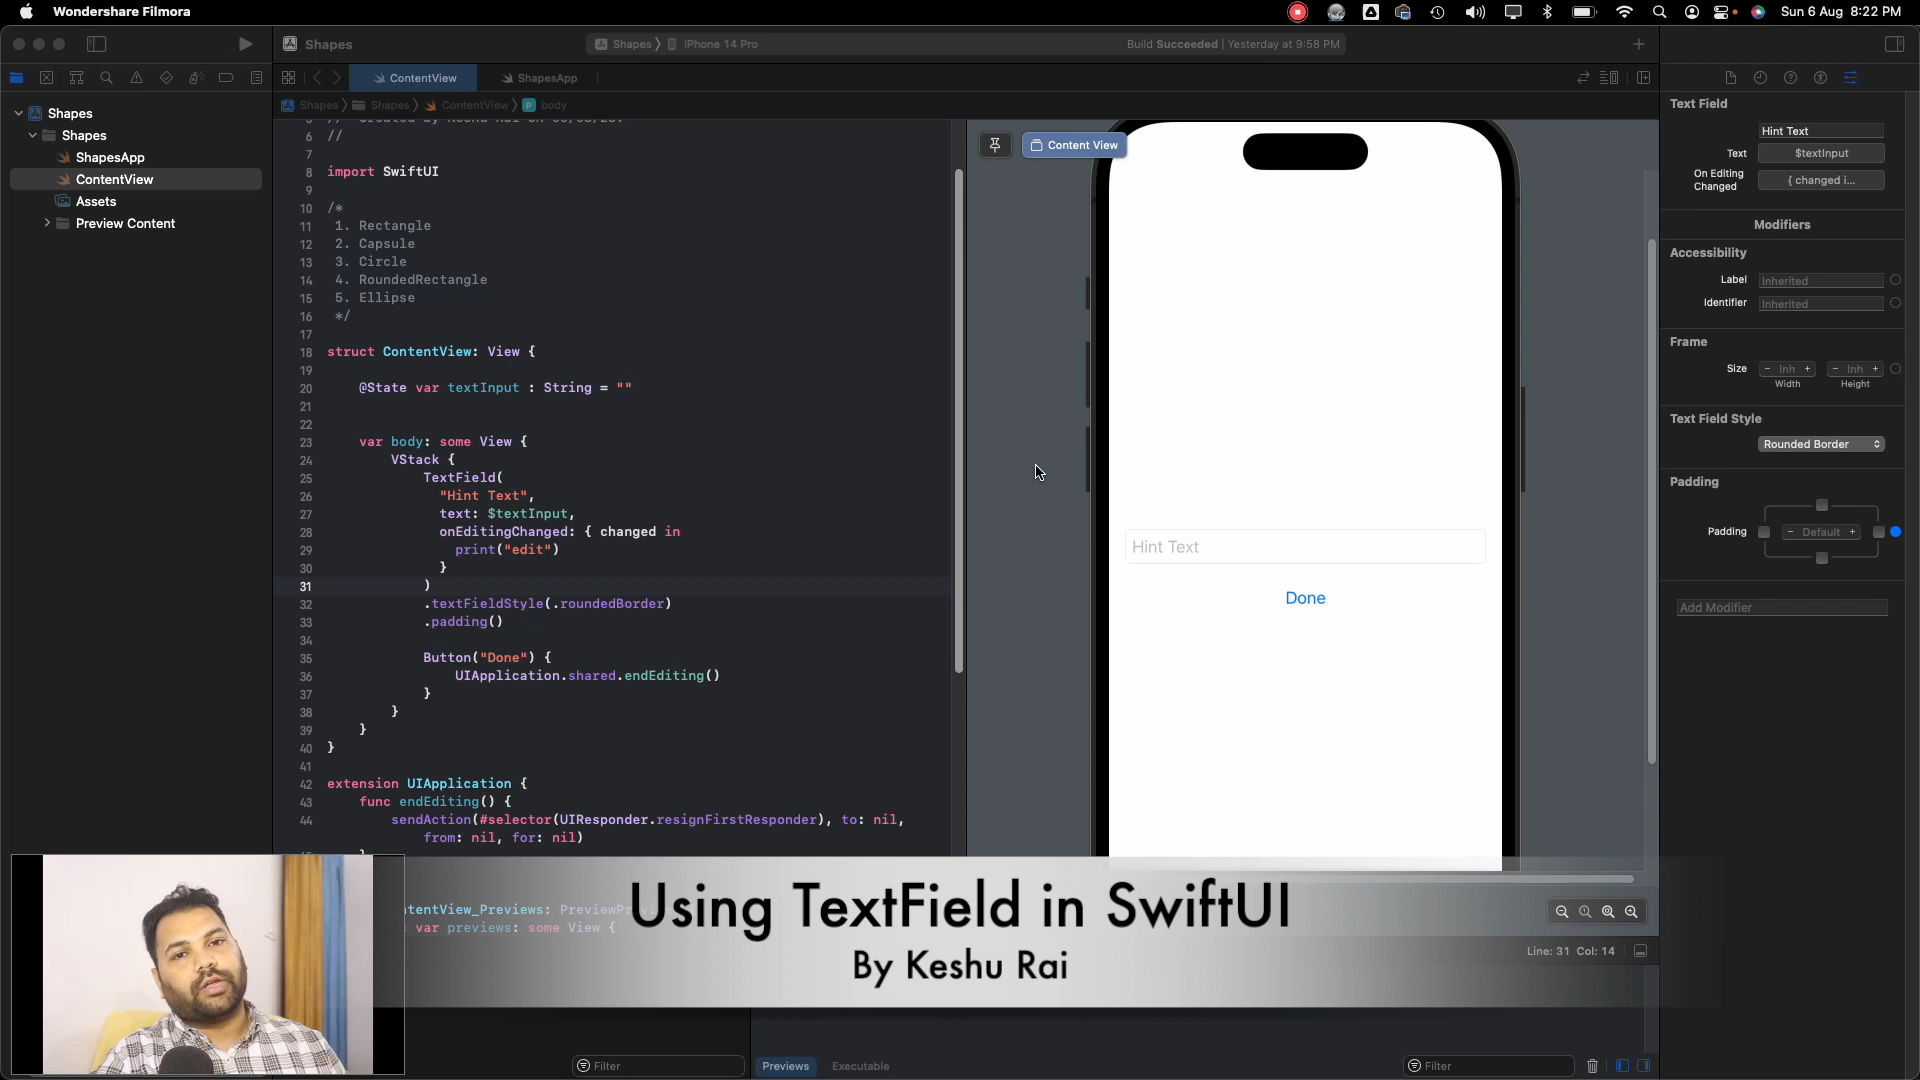 Wondershare Filmora
Sun 6 Aug 8:22 PM
Shapes
Shapes 〉 iPhone 14 Pro
Build Succeeded | Yesterday at 9:58 PM
ContentView
ShapesApp
Shapes 〉 Shapes 〉 ContentView 〉 P body
Shapes
Shapes
ShapesApp
ContentView
Assets
Preview Content
6 //
7
8 import SwiftUI
9
10 /*
11 1. Rectangle
12 2. Capsule
13 3. Circle
14 4. RoundedRectangle
15 5. Ellipse
16 */
17
18 struct ContentView: View {
19
20 @State var textInput : String = ""
21
22
23 var body: some View {
24 VStack {
25 TextField(
26 "Hint Text",
27 text: $textInput,
28 onEditingChanged: { changed in
29 print("edit")
30 }
31 )
32 .textFieldStyle(.roundedBorder)
33 .padding()
34
35 Button("Done") {
36 UIApplication.shared.endEditing()
37 }
38 }
39 }
40 }
41
42 extension UIApplication {
43 func endEditing() {
44 sendAction(#selector(UIResponder.resignFirstResponder), to: nil,
from: nil, for: nil)
var previews: some View {
Content View
Hint Text
Done
Text Field
Hint Text
Text $textInput
On Editing
Changed { changed i...
Modifiers
Accessibility
Label Inherited
Identifier Inherited
Frame
Size − Inh + − Inh +
Width Height
Text Field Style
Rounded Border
Padding
Padding − Default +
Add Modifier
Using TextField in SwiftUI
By Keshu Rai
Line: 31 Col: 14
Filter
Previews
Executable
Filter